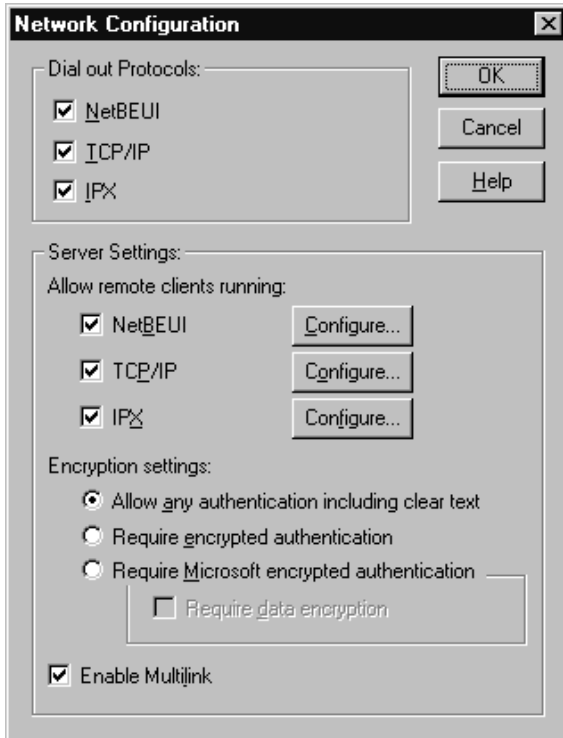 Network Configuration
Dial out Protocols:
NetBEUI
TCP/IP
IPX
OK
Cancel
Help
Server Settings:
Allow remote clients running:
NetBEUI Configure...
TCP/IP Configure...
IPX Configure...
Encryption settings:
Allow any authentication including clear text
Require encrypted authentication
Require Microsoft encrypted authentication
Require data encryption
Enable Multilink